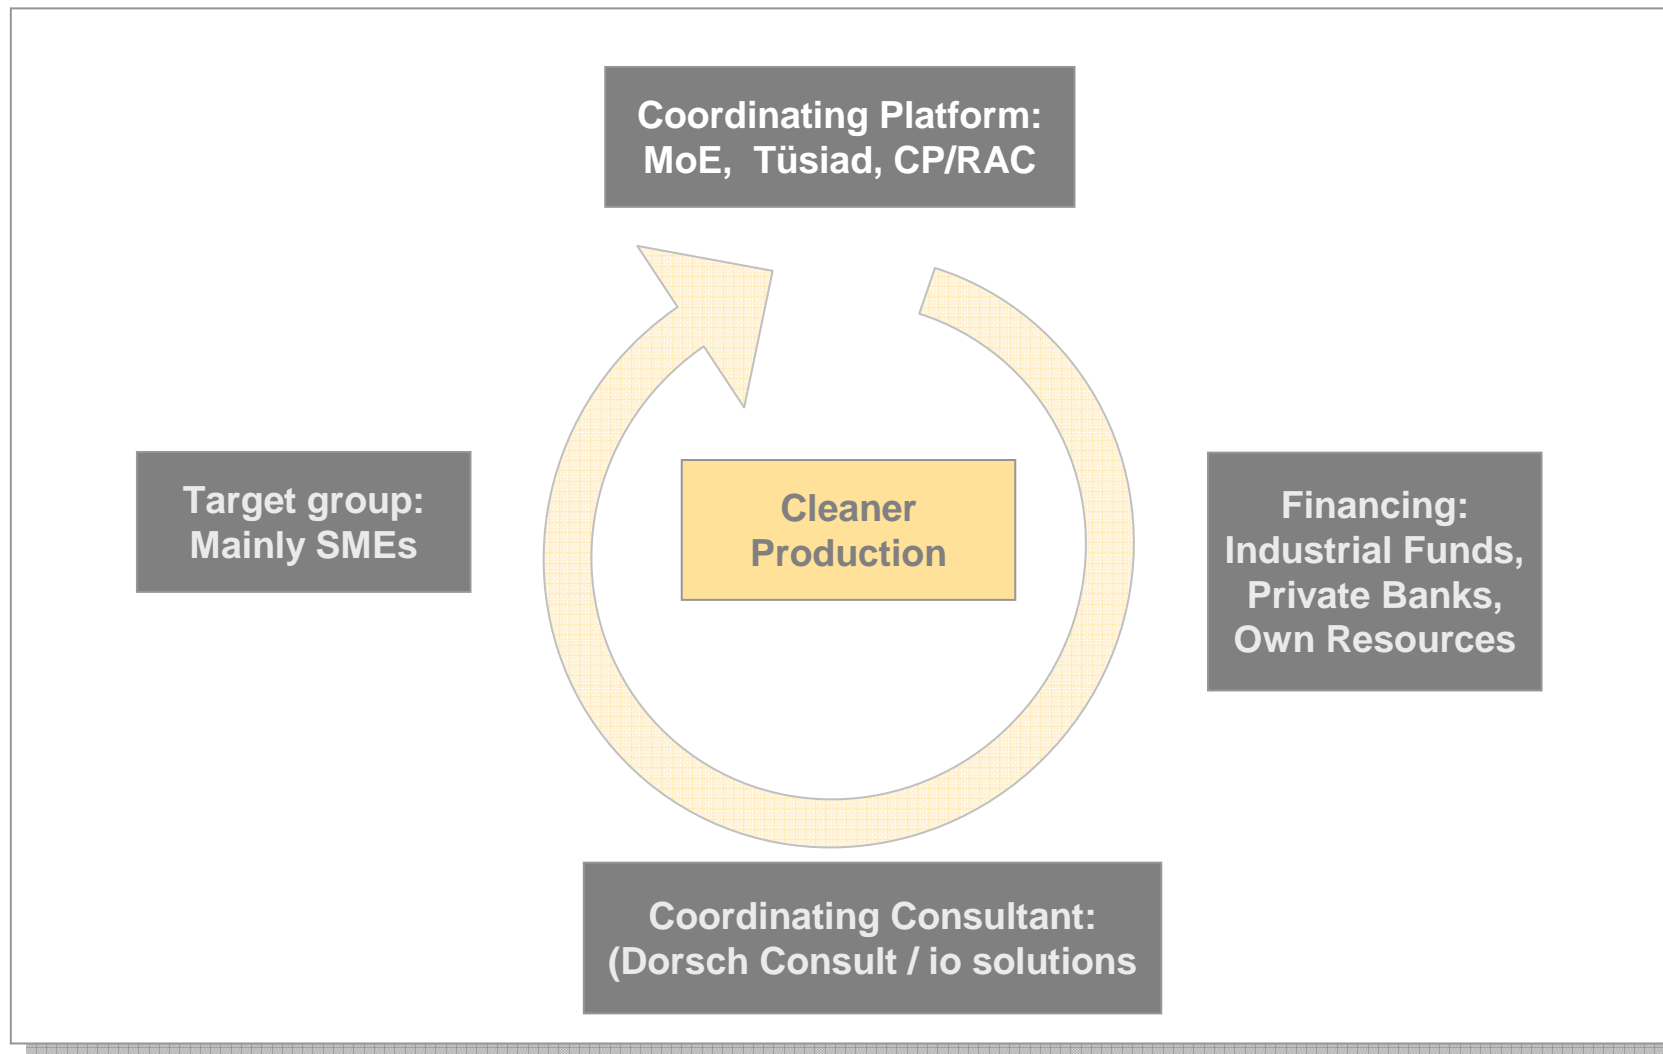 Coordinating Platform:
MoE, Tüsiad, CP/RAC
Target group:
Mainly SMEs
Cleaner
Production
Financing:
Industrial Funds,
Private Banks,
Own Resources
Coordinating Consultant:
(Dorsch Consult / io solutions